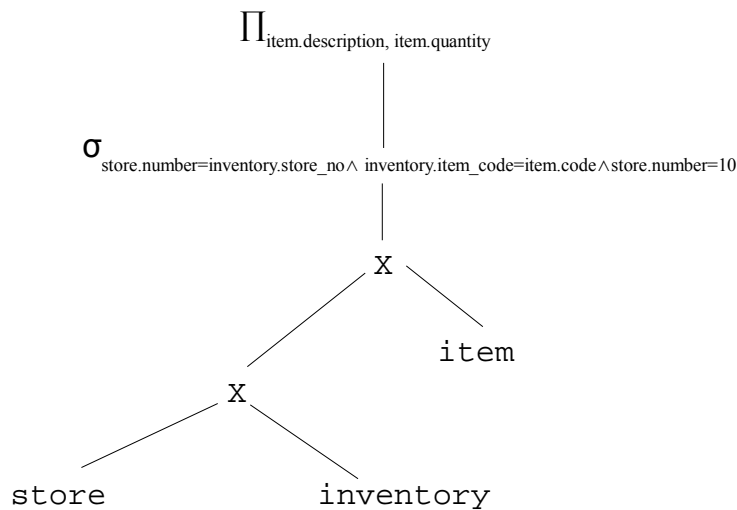 ∏item.description, item.quantity
σstore.number=inventory.store_no∧ inventory.item_code=item.code∧store.number=10
X
item
X
store inventory